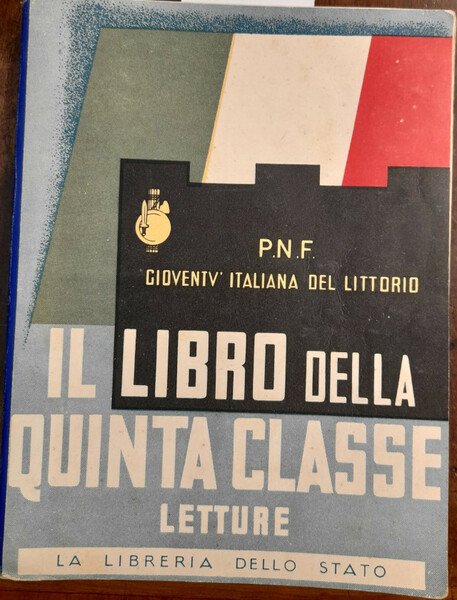 P.N.F.
GIOVENTV' ITALIANA DEL LITTORIO
IL LIBRO DELLA
QUINTA CLASSE
LETTURE
LA LIBRERIA DELLO STATO